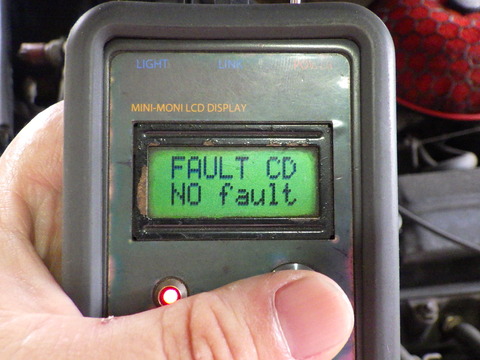 LIGHT LINK
MINI-MONI LCD DISPLAY
FAULT CD
NO fault